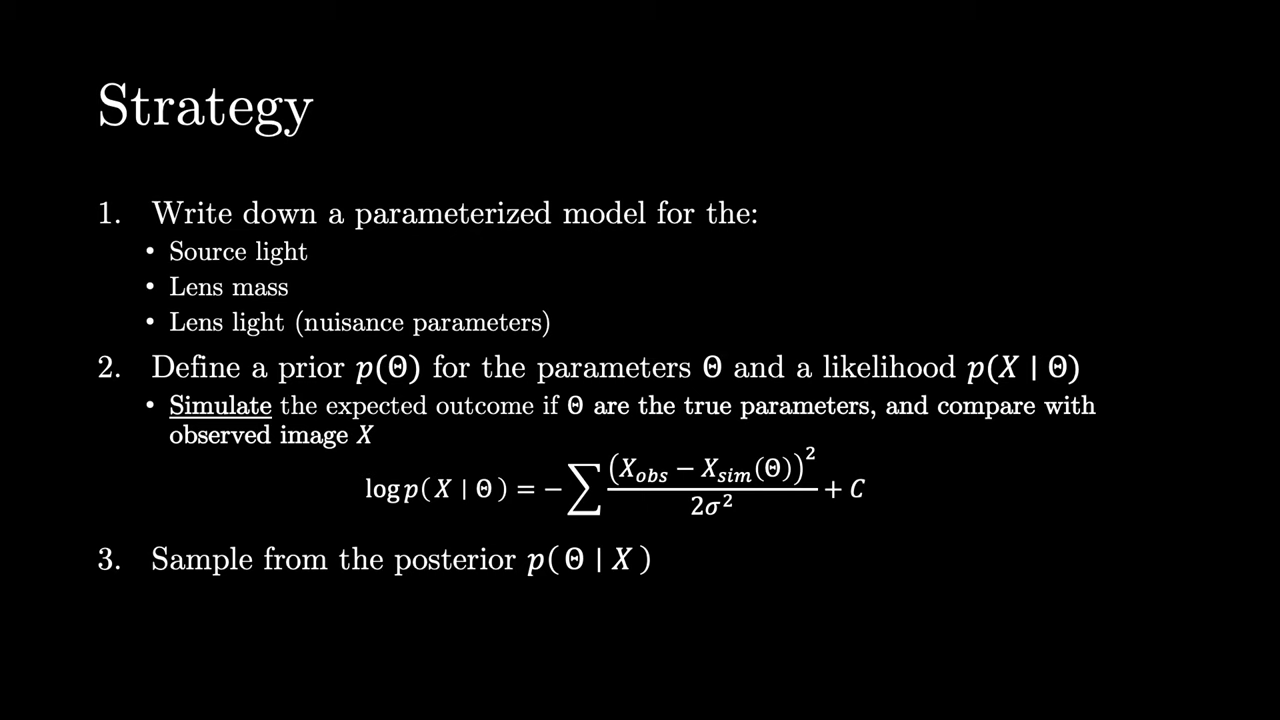 Strategy
1. Write down a parameterized model for the:
• Source light
• Lens mass
• Lens light (nuisance parameters)
2. Define a prior p(Θ) for the parameters Θ and a likelihood p(X | Θ)
• Simulate the expected outcome if Θ are the true parameters, and compare with
observed image X
log p( X | Θ ) = −∑ (X_obs − X_sim(Θ))² / 2σ² + C
3. Sample from the posterior p( Θ | X )